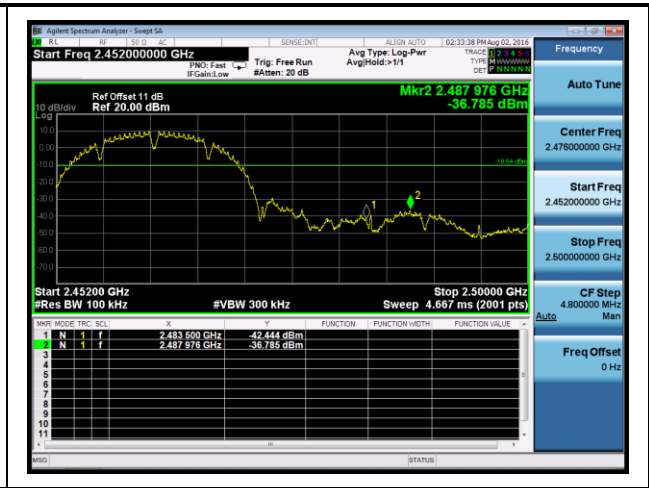 Agilent Spectrum Analyzer - Swept SA
RL RF 50 Ω AC SENSE:INT ALIGN AUTO 02:33:38 PM Aug 02, 2016
Start Freq 2.452000000 GHz
PNO: Fast
IFGain:Low
Trig: Free Run
#Atten: 20 dB
Avg Type: Log-Pwr
Avg|Hold:>1/1
TRACE 1 2 3 4 5 6
TYPE M WWWWW
DET P N N N N N
Ref Offset 11 dB
10 dB/div Ref 20.00 dBm
Log
Mkr2 2.487 976 GHz
-36.785 dBm
10.0
0.00
-10.0
-20.0
-30.0
-40.0
-50.0
-60.0
-70.0
-10.64 dBm
1
2
Start 2.45200 GHz Stop 2.50000 GHz
#Res BW 100 kHz #VBW 300 kHz Sweep 4.667 ms (2001 pts)
MKR MODE TRC SCL X Y FUNCTION FUNCTION WIDTH FUNCTION VALUE
1 N 1 f 2.483 500 GHz -42.444 dBm
2 N 1 f 2.487 976 GHz -36.785 dBm
3
4
5
6
7
8
9
10
11
MSG STATUS
Frequency
Auto Tune
Center Freq
2.476000000 GHz
Start Freq
2.452000000 GHz
Stop Freq
2.500000000 GHz
CF Step
4.800000 MHz
Auto Man
Freq Offset
0 Hz